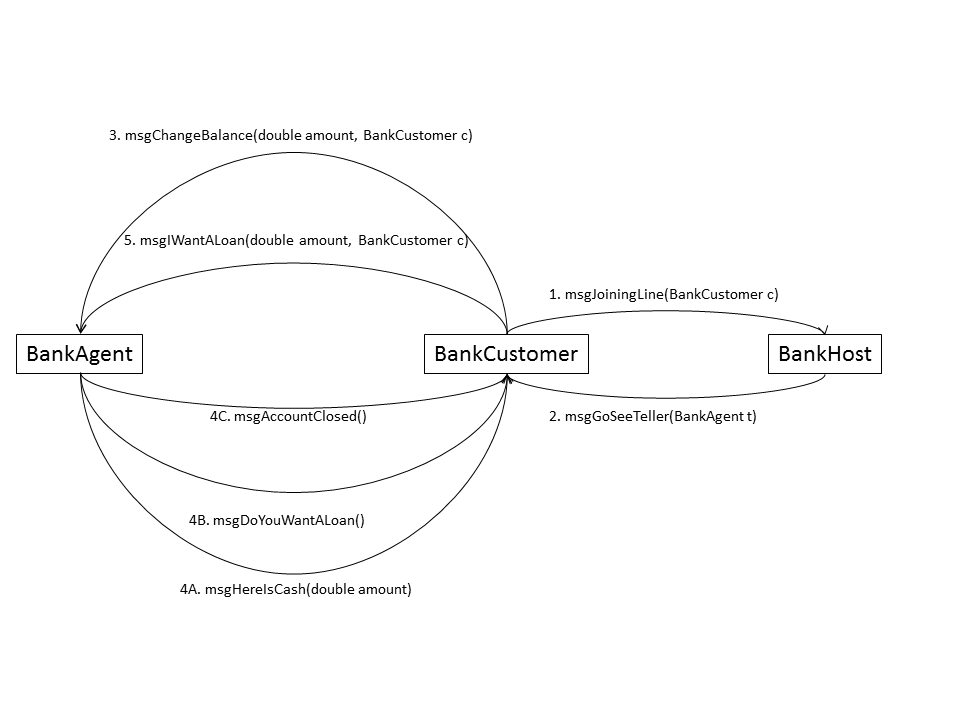 3. msgChangeBalance(double amount, BankCustomer c)
5. msgIWantALoan(double amount, BankCustomer c)
1. msgJoiningLine(BankCustomer c)
BankAgent
BankCustomer
BankHost
4C. msgAccountClosed()
2. msgGoSeeTeller(BankAgent t)
4B. msgDoYouWantALoan()
4A. msgHereIsCash(double amount)